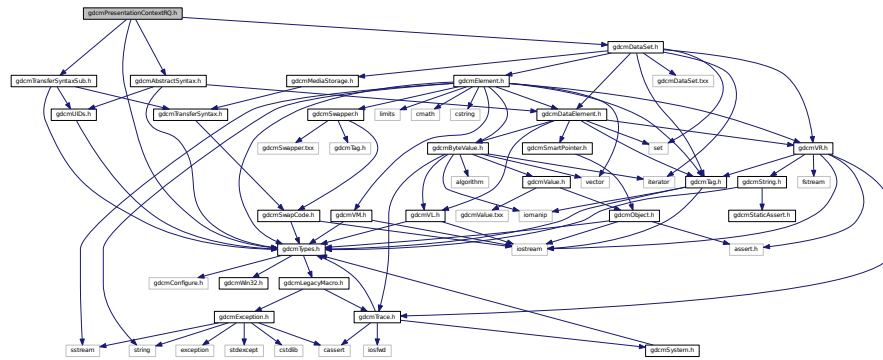 gdcmPresentationContextRQ.h
gdcmDataSet.h
gdcmTransferSyntaxSub.h
gdcmAbstractSyntax.h
gdcmMediaStorage.h
gdcmElement.h
gdcmDataSet.txx
gdcmUIDs.h
gdcmTransferSyntax.h
gdcmSwapper.h
limits
cmath
cstring
gdcmDataElement.h
gdcmSwapper.txx
gdcmTag.h
gdcmByteValue.h
gdcmSmartPointer.h
set
gdcmVR.h
algorithm
gdcmValue.h
vector
iterator
gdcmTag.h
gdcmString.h
fstream
gdcmSwapCode.h
gdcmVM.h
gdcmVL.h
gdcmValue.txx
iomanip
gdcmObject.h
gdcmStaticAssert.h
gdcmTypes.h
iostream
assert.h
gdcmConfigure.h
gdcmWin32.h
gdcmLegacyMacro.h
gdcmException.h
gdcmTrace.h
sstream
string
exception
stdexcept
cstdlib
cassert
iosfwd
gdcmSystem.h